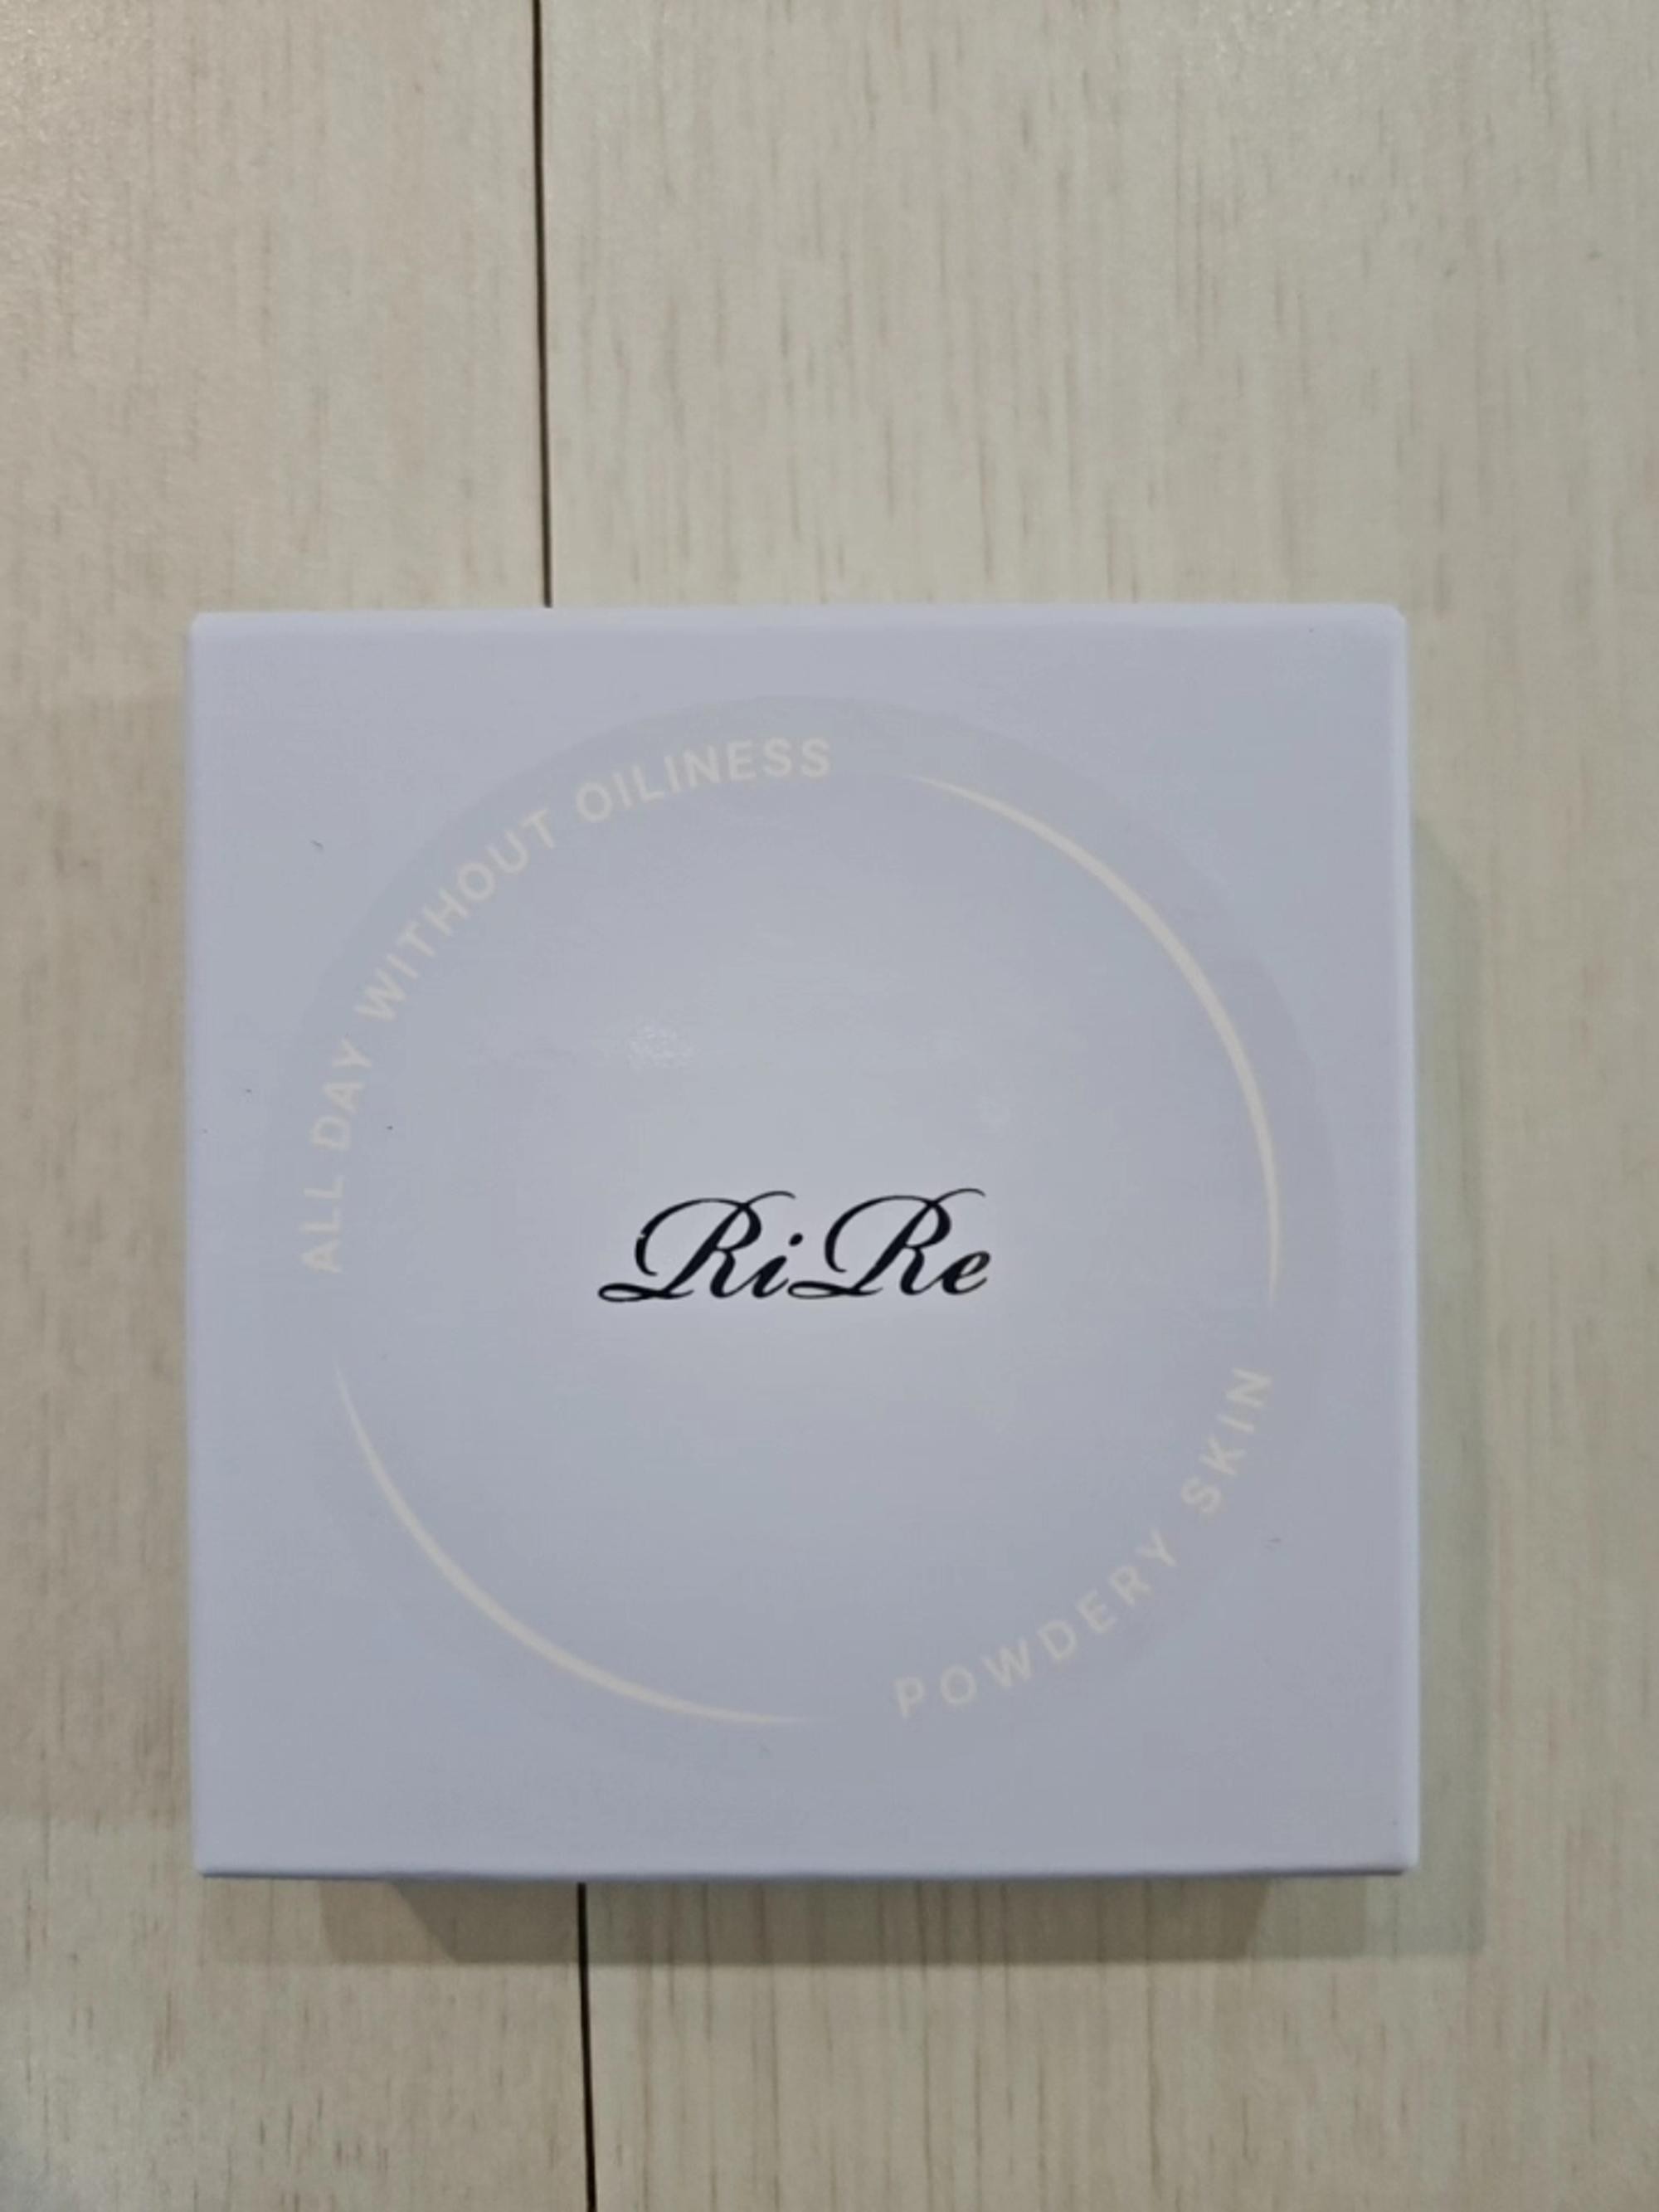 ALL DAY WITHOUT OILINESS
RiRe
POWDERY SKIN